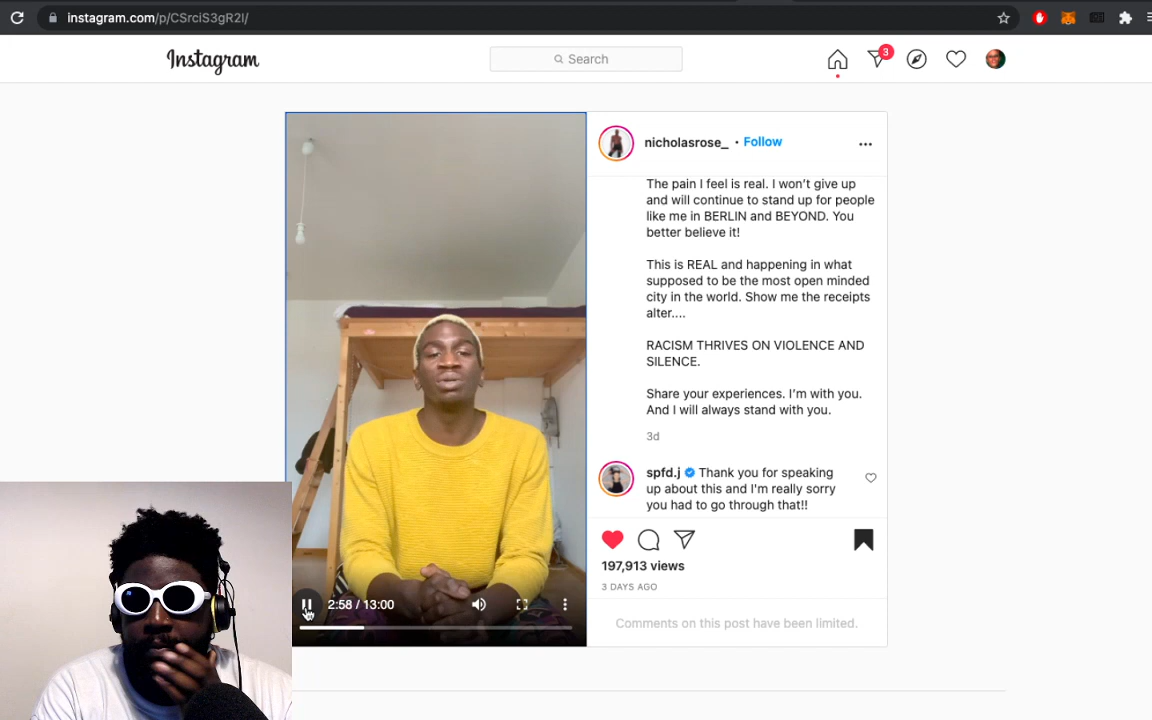 instagram.com/p/CSrciS3gR2l/
Instagram
Search
3
nicholasrose_ • Follow
The pain I feel is real. I won't give up
and will continue to stand up for people
like me in BERLIN and BEYOND. You
better believe it!
This is REAL and happening in what
supposed to be the most open minded
city in the world. Show me the receipts
alter....
RACISM THRIVES ON VIOLENCE AND
SILENCE.
Share your experiences. I'm with you.
And I will always stand with you.
3d
spfd.j Thank you for speaking
up about this and I'm really sorry
you had to go through that!!
2:58 / 13:00
197,913 views
3 DAYS AGO
Comments on this post have been limited.